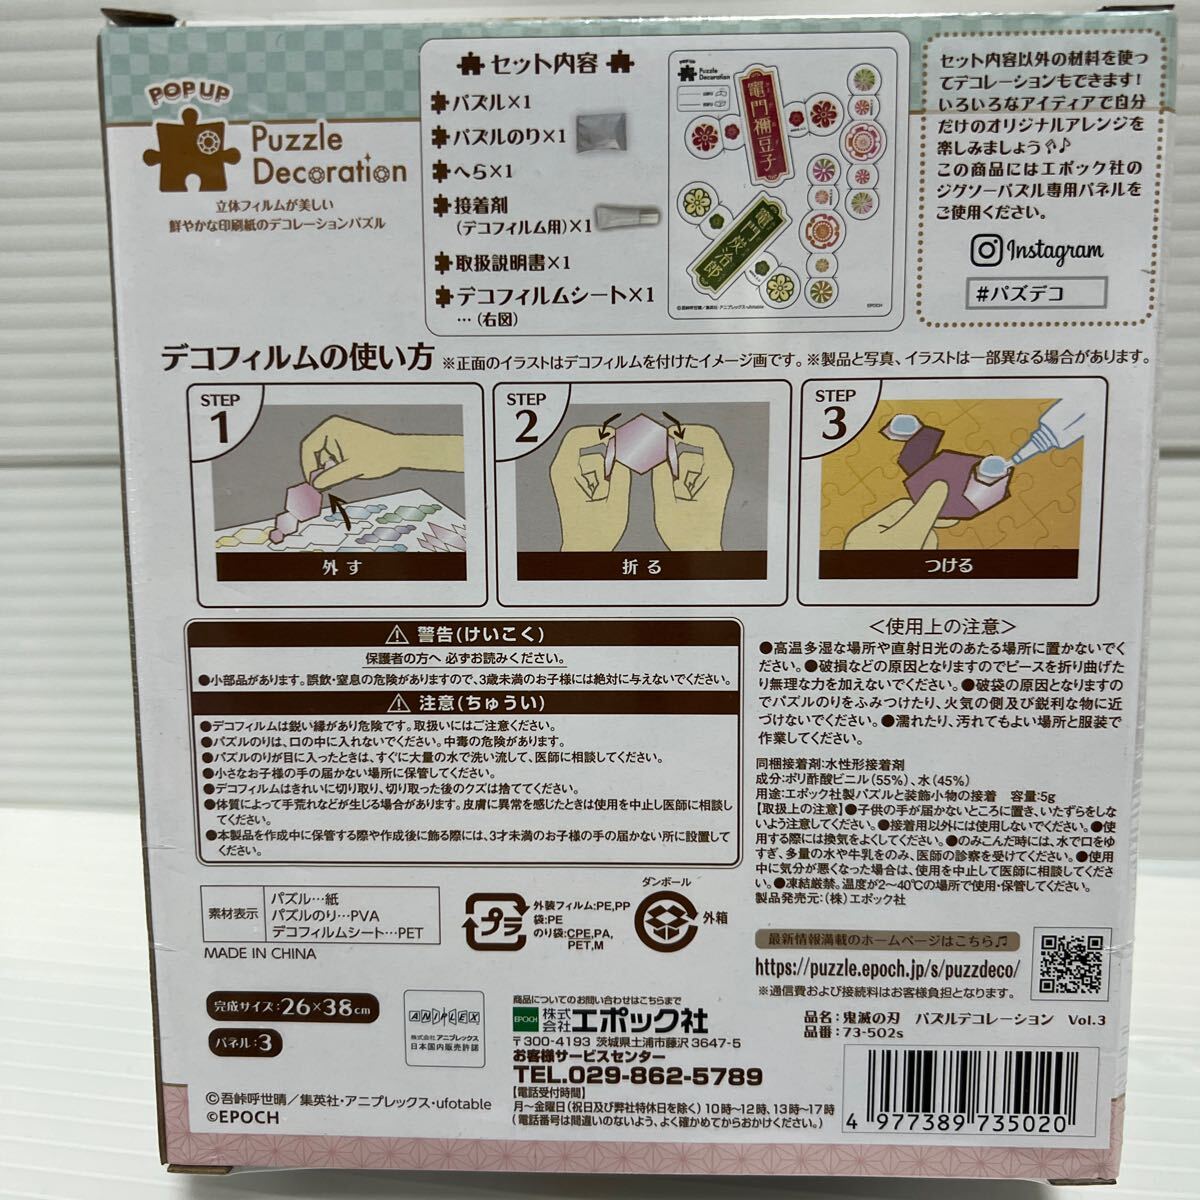 POP UP
Puzzle
Decoration
立体フィルムが美しい
鮮やかな印刷紙のデコレーションパズル
セット内容
パズル×1
パズルのり×1
へら×1
接着剤
(デコフィルム用)×1
取扱説明書×1
デコフィルムシート×1
…(右図)
POP UP
Puzzle
Decoration
竈門禰豆子
竈門炭治郎
©吾峠呼世晴/集英社・アニプレックス・ufotable
EPOCH
セット内容以外の材料を使っ
てデコレーションもできます!
いろいろなアイディアで自分
だけのオリジナルアレンジを
楽しみましょう♪
この商品にはエポック社の
ジグソーパズル専用パネルを
ご使用ください。
Instagram
#パズデコ
デコフィルムの使い方 ※正面のイラストはデコフィルムを付けたイメージ画です。※製品と写真、イラストは一部異なる場合があります。
STEP
1
外す
STEP
2
折る
STEP
3
つける
⚠ 警告(けいこく)
保護者の方へ 必ずお読みください。
●小部品があります。誤飲・窒息の危険がありますので、3歳未満のお子様には絶対に与えないでください。
⚠ 注意(ちゅうい)
●デコフィルムは鋭い縁があり危険です。取扱いにはご注意ください。
●パズルのりは、口の中に入れないでください。中毒の危険があります。
●パズルのりが目に入ったときは、すぐに大量の水で洗い流して、医師に相談してください。
●小さなお子様の手の届かない場所に保管してください。
●デコフィルムはきれいに切り取り、切り取った後のクズは捨ててください。
●体質によって手荒れなどが生じる場合があります。皮膚に異常を感じたときは使用を中止し医師に相談し
てください。
●本製品を作成中に保管する際や作成後に飾る際には、3才未満のお子様の手の届かない所に設置して
ください。
<使用上の注意>
●高温多湿な場所や直射日光のあたる場所に置かないでく
ださい。●破損などの原因となりますのでピースを折り曲げた
り無理な力を加えないでください。●破袋の原因となりますの
でパズルのりをふみつけたり、火気の側及び鋭利な物に近
づけないでください。●濡れたり、汚れてもよい場所と服装で
作業してください。
同梱接着剤:水性形接着剤
成分:ポリ酢酸ビニル(55%)、水(45%)
用途:エポック社製パズルと装飾小物の接着 容量:5g
【取扱上の注意】●子供の手が届かないところに置き、いたずらをしな
いよう注意してください。●接着用以外には使用しないでください。●使
用する際には換気をよくしてください。●のみこんだ時には、水で口をゆ
すぎ、多量の水や牛乳をのみ、医師の診察を受けてください。●使用
中に気分が悪くなった場合は、使用を中止して医師に相談してくださ
い。●凍結厳禁。温度が2~40℃の場所で使用・保管してください。
製品発売元:(株)エポック社
素材表示
パズル…紙
パズルのり…PVA
デコフィルムシート…PET
MADE IN CHINA
プラ
外装フィルム:PE,PP
袋:PE
のり袋:CPE,PA,
PET,M
ダンボール
外箱
最新情報満載のホームページはこちら♫
https://puzzle.epoch.jp/s/puzzdeco/
※通信費および接続料はお客様負担となります。
完成サイズ:26×38cm
パネル:3
ANIPLEX
株式会社 アニプレックス
日本国内販売許諾
商品についてのお問い合わせはこちらまで
EPOCH 株式会社エポック社
〒300-4193 茨城県土浦市藤沢 3647-5
お客様サービスセンター
TEL.029-862-5789
【電話受付時間】
月~金曜日(祝日及び弊社特休日を除く)10時~12時、13時~17時
(電話番号は間違いのないよう、よく確かめてからおかけください。)
品名:鬼滅の刃 パズルデコレーション Vol.3
品番:73-502s
4 977389 735020
©吾峠呼世晴/集英社・アニプレックス・ufotable
©EPOCH